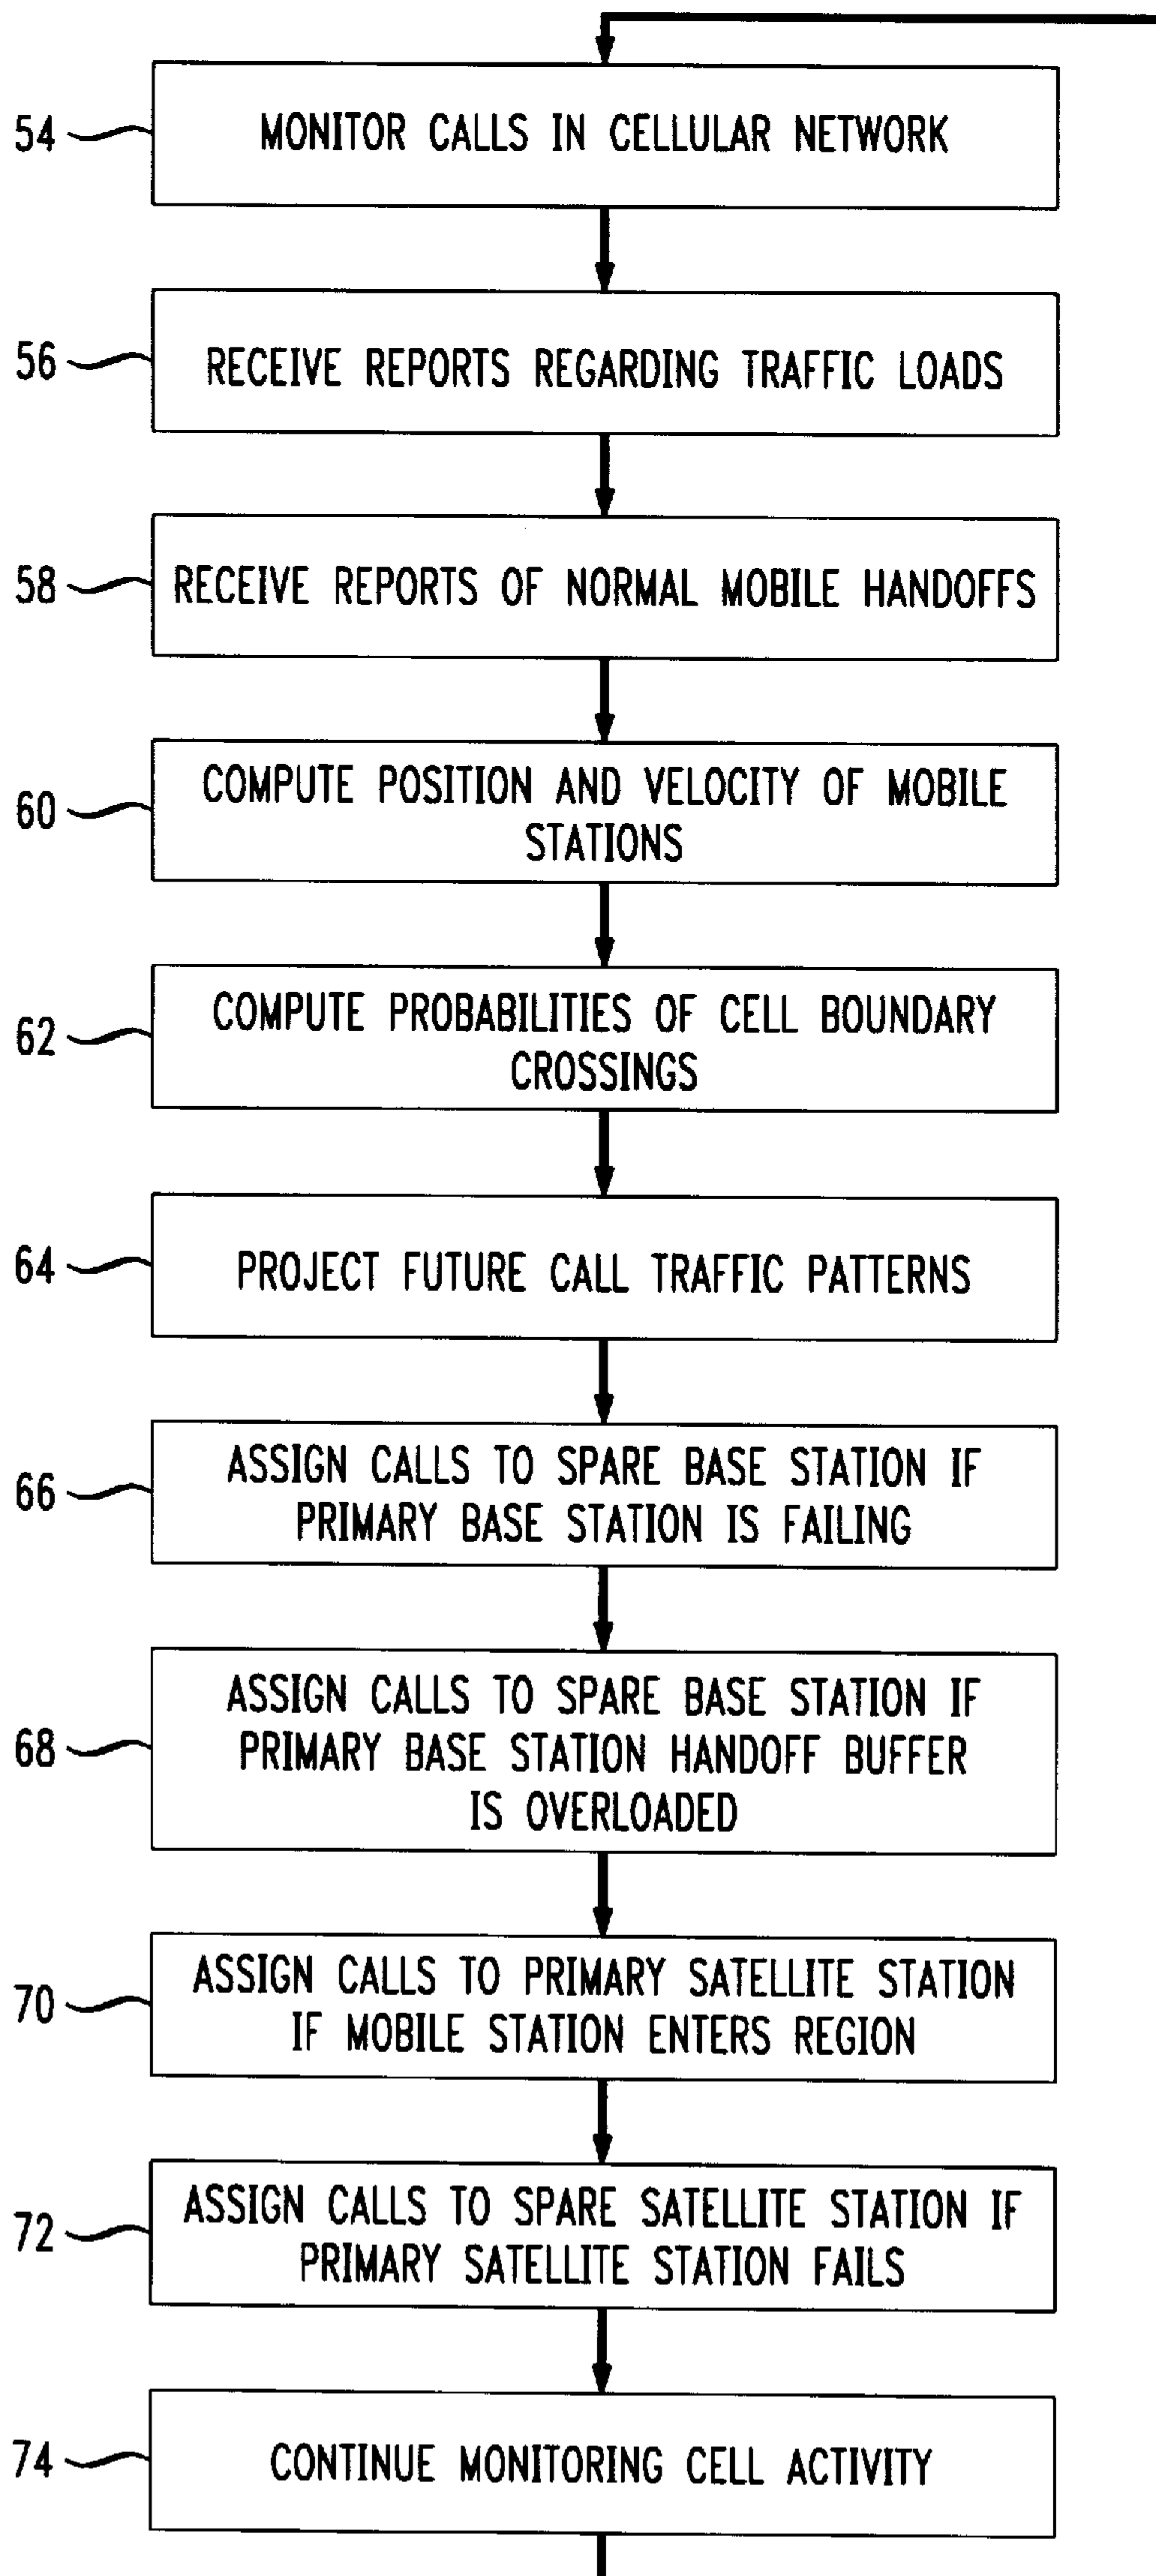 54
MONITOR CALLS IN CELLULAR NETWORK
56
RECEIVE REPORTS REGARDING TRAFFIC LOADS
58
RECEIVE REPORTS OF NORMAL MOBILE HANDOFFS
60
COMPUTE POSITION AND VELOCITY OF MOBILE
STATIONS
62
COMPUTE PROBABILITIES OF CELL BOUNDARY
CROSSINGS
64
PROJECT FUTURE CALL TRAFFIC PATTERNS
66
ASSIGN CALLS TO SPARE BASE STATION IF
PRIMARY BASE STATION IS FAILING
68
ASSIGN CALLS TO SPARE BASE STATION IF
PRIMARY BASE STATION HANDOFF BUFFER
IS OVERLOADED
70
ASSIGN CALLS TO PRIMARY SATELLITE STATION
IF MOBILE STATION ENTERS REGION
72
ASSIGN CALLS TO SPARE SATELLITE STATION IF
PRIMARY SATELLITE STATION FAILS
74
CONTINUE MONITORING CELL ACTIVITY